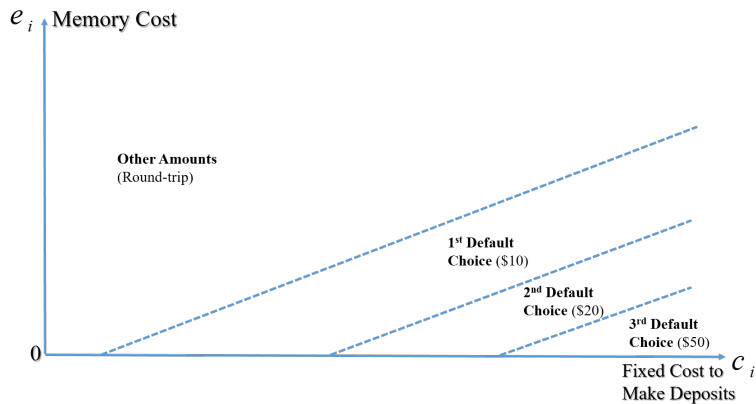 e i Memory Cost
Other Amounts
(Round-trip)
1st Default
Choice ($10)
2nd Default
Choice ($20)
3rd Default
Choice ($50)
0
c i
Fixed Cost to
Make Deposits